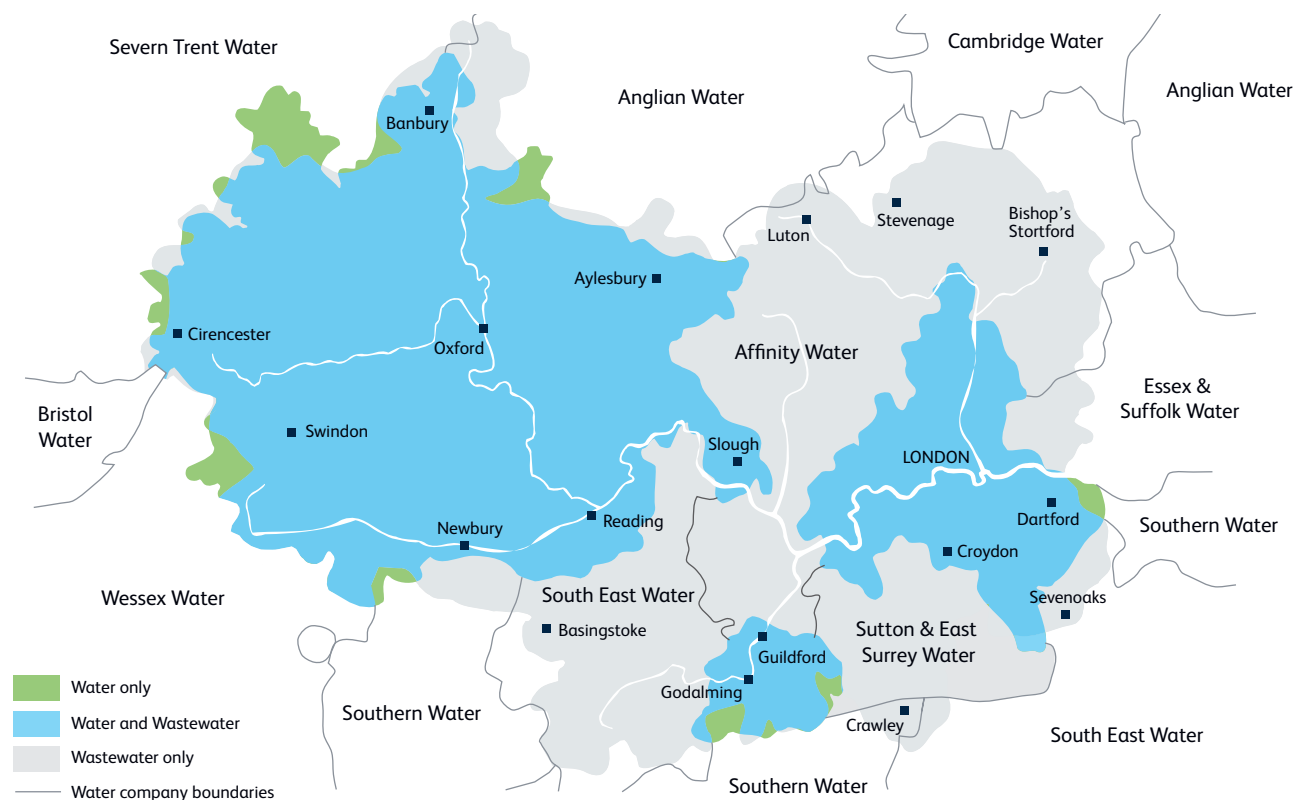 Severn Trent Water
Cambridge Water
Anglian Water
Anglian Water
Banbury
Luton
Stevenage
Bishop's
Stortford
Aylesbury
Cirencester
Oxford
Affinity Water
Bristol
Water
Essex &
Suffolk Water
Swindon
Slough
LONDON
Reading
Newbury
Dartford
Southern Water
Croydon
Wessex Water
South East Water
Sevenoaks
Basingstoke
Sutton & East
Surrey Water
Guildford
Godalming
Southern Water
Crawley
South East Water
Southern Water
Water only
Water and Wastewater
Wastewater only
Water company boundaries